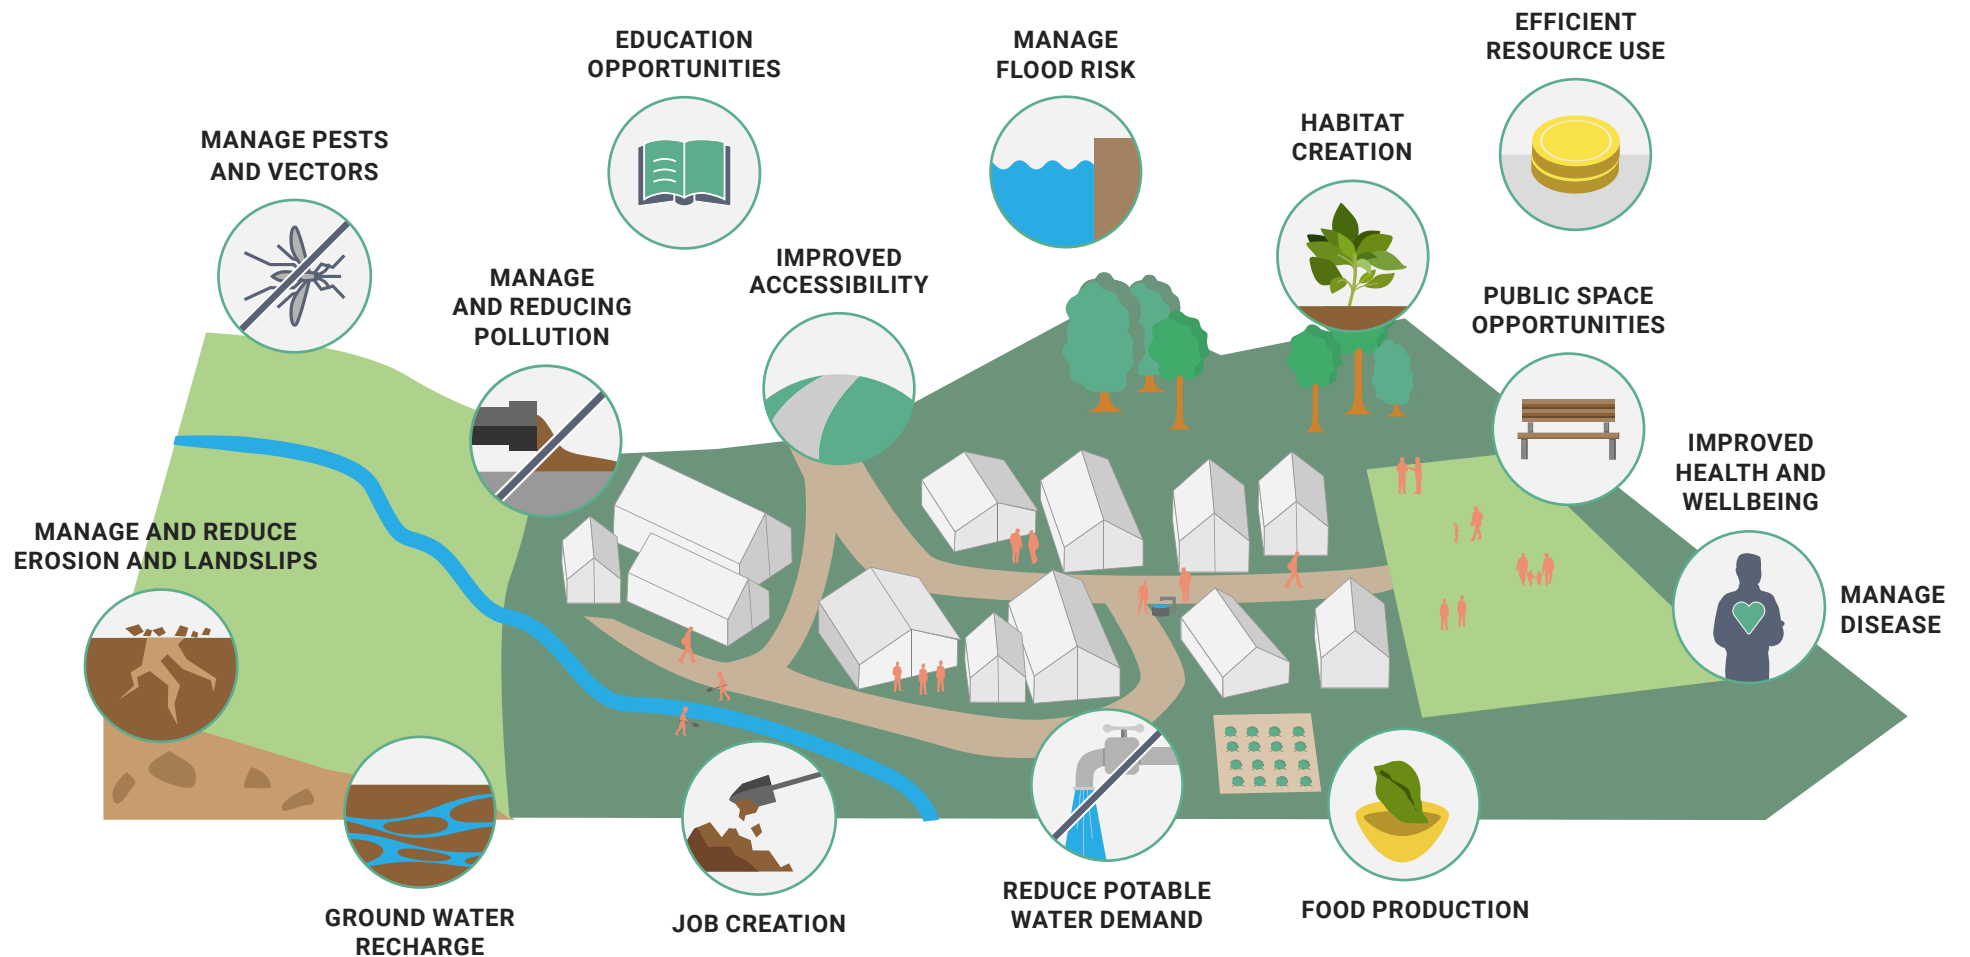 EFFICIENT
RESOURCE USE
EDUCATION
OPPORTUNITIES
MANAGE
FLOOD RISK
HABITAT
CREATION
MANAGE PESTS
AND VECTORS
IMPROVED
ACCESSIBILITY
MANAGE
AND REDUCING
POLLUTION
PUBLIC SPACE
OPPORTUNITIES
IMPROVED
HEALTH AND
WELLBEING
MANAGE AND REDUCE
EROSION AND LANDSLIPS
MANAGE
DISEASE
GROUND WATER
RECHARGE
JOB CREATION
REDUCE POTABLE
WATER DEMAND
FOOD PRODUCTION